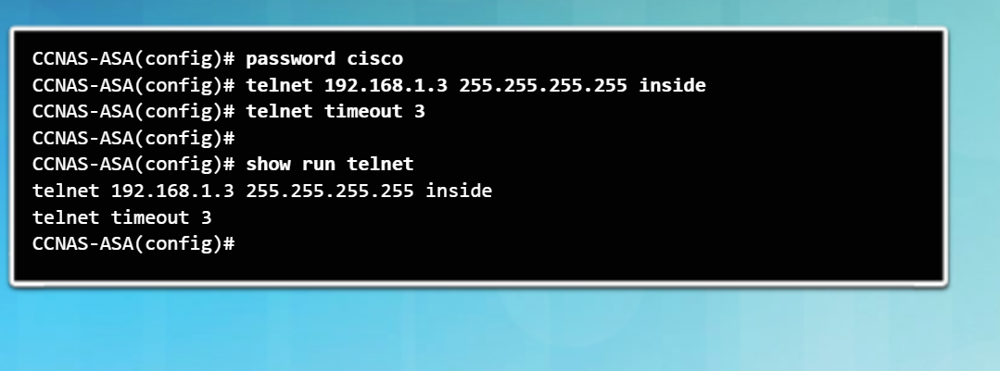 CCNAS-ASA(config)# password cisco
CCNAS-ASA(config)# telnet 192.168.1.3 255.255.255.255 inside
CCNAS-ASA(config)# telnet timeout 3
CCNAS-ASA(config)#
CCNAS-ASA(config)# show run telnet
telnet 192.168.1.3 255.255.255.255 inside
telnet timeout 3
CCNAS-ASA(config)#